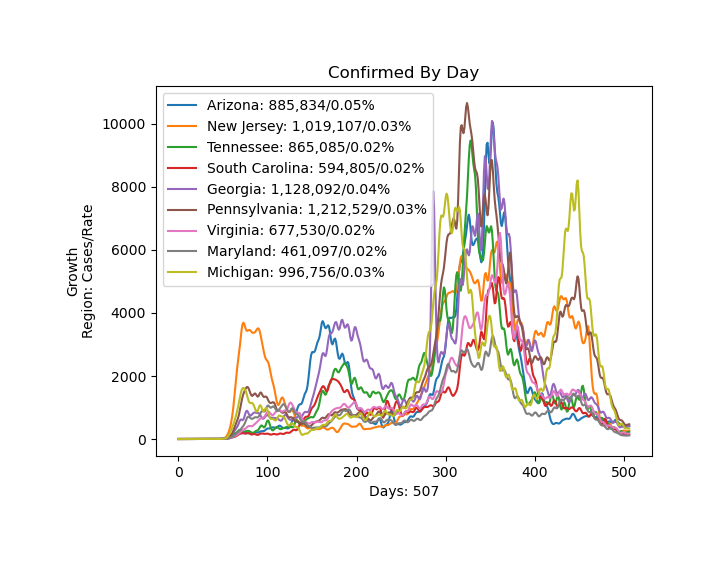 Confirmed By Day
Growth
Region: Cases/Rate
10000
8000
6000
4000
2000
0
Arizona: 885,834/0.05%
New Jersey: 1,019,107/0.03%
Tennessee: 865,085/0.02%
South Carolina: 594,805/0.02%
Georgia: 1,128,092/0.04%
Pennsylvania: 1,212,529/0.03%
Virginia: 677,530/0.02%
Maryland: 461,097/0.02%
Michigan: 996,756/0.03%
0 100 200 300 400 500
Days: 507